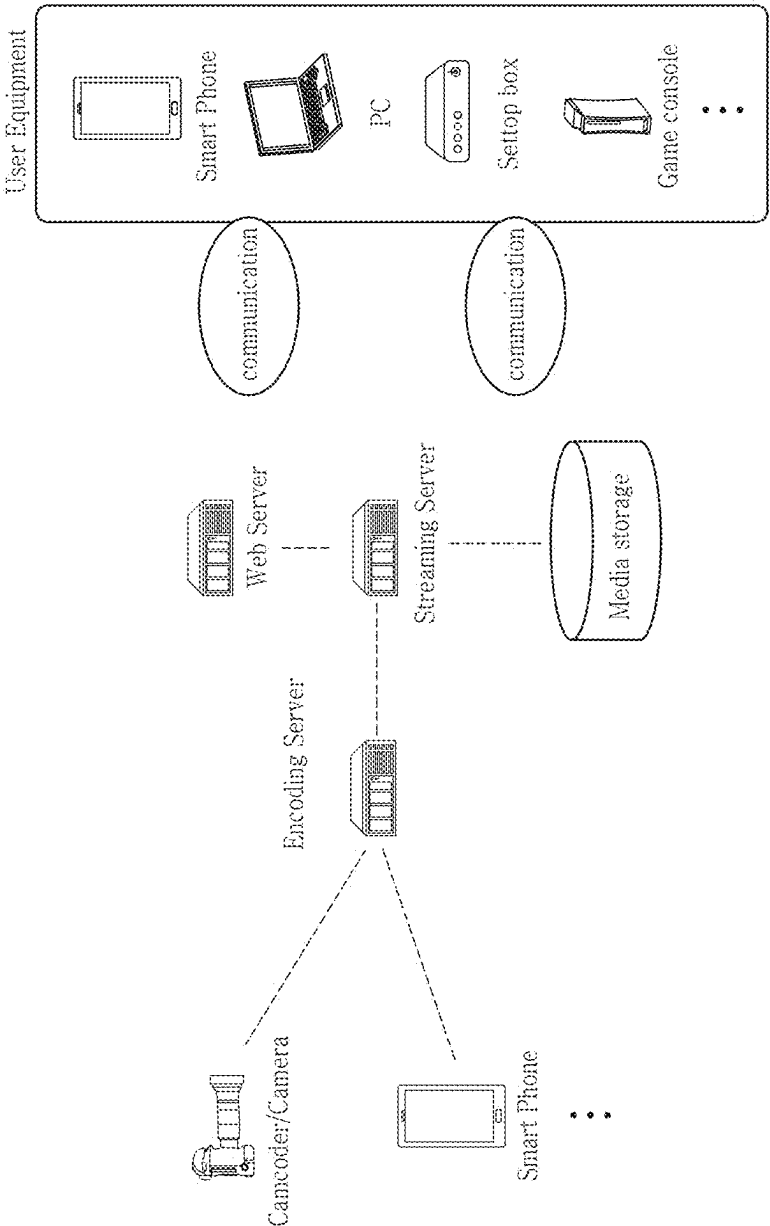 User Equipment
Smart Phone
PC
Settop box
Game console
communication
communication
Web Server
Streaming Server
Media storage
Encoding Server
Camcoder/Camera
Smart Phone